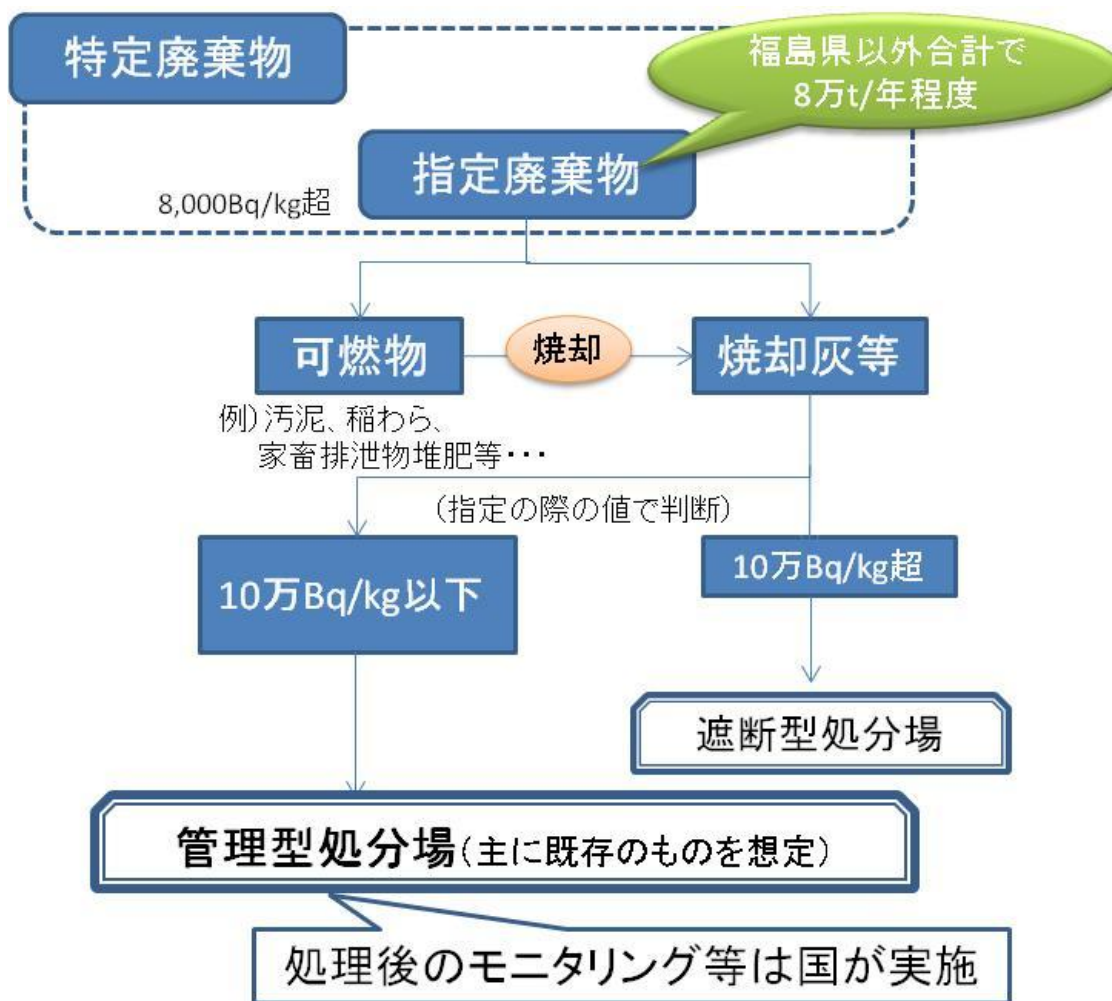 特定廃棄物
福島県以外合計で
8万t/年程度
指定廃棄物
8,000Bq/kg超
可燃物
焼却
焼却灰等
例)汚泥、稲わら、
家畜排泄物堆肥等・・・
(指定の際の値で判断)
10万Bq/kg以下
10万Bq/kg超
遮断型処分場
管理型処分場(主に既存のものを想定)
処理後のモニタリング等は国が実施